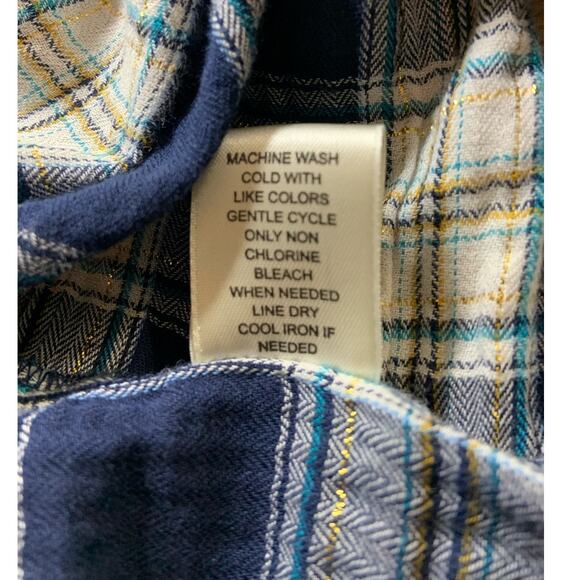 MACHINE WASH
COLD WITH
LIKE COLORS
GENTLE CYCLE
ONLY NON
CHLORINE
BLEACH
WHEN NEEDED
LINE DRY
COOL IRON IF
NEEDED